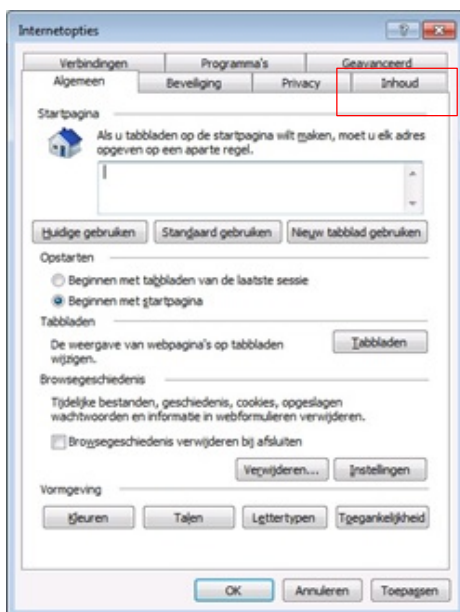 Internetopties
Verbindingen Programma's Geavanceerd
Algemeen Beveiliging Privacy Inhoud
Startpagina
Als u tabbladen op de startpagina wilt maken, moet u elk adres
opgeven op een aparte regel.
Huidige gebruiken Standaard gebruiken Nieuw tabblad gebruiken
Opstarten
Beginnen met tabbladen van de laatste sessie
Beginnen met startpagina
Tabbladen
De weergave van webpagina's op tabbladen Tabbladen
wijzigen.
Browsegeschiedenis
Tijdelijke bestanden, geschiedenis, cookies, opgeslagen
wachtwoorden en informatie in webformulieren verwijderen.
Browsegeschiedenis verwijderen bij afsluiten
Verwijderen... Instellingen
Vormgeving
Kleuren Talen Lettertypen Toegankelijkheid
OK Annuleren Toepassen